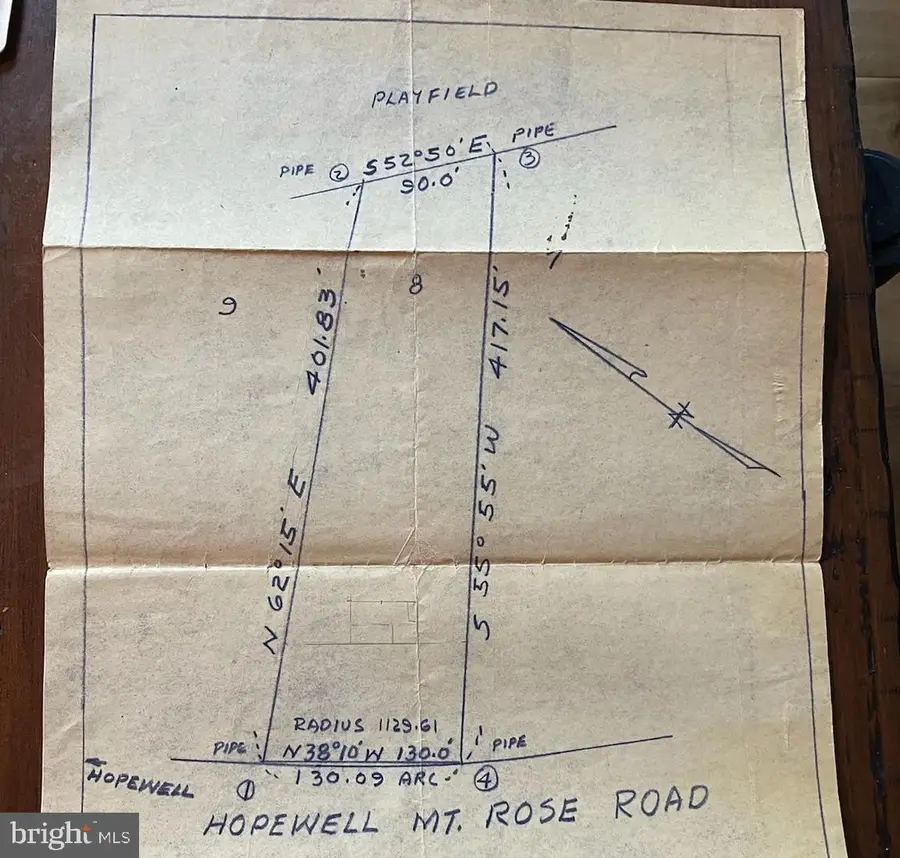 PLAYFIELD
PIPE ② S 52° 50' E PIPE ③
90.0'
9
8
401.83'
N 62° 15' E
417.15'
S 55° 55' W
RADIUS 1129.61
PIPE N 38° 10' W 130.0' PIPE
130.09 ARC
① ④
HOPEWELL
HOPEWELL MT. ROSE ROAD
bright MLS